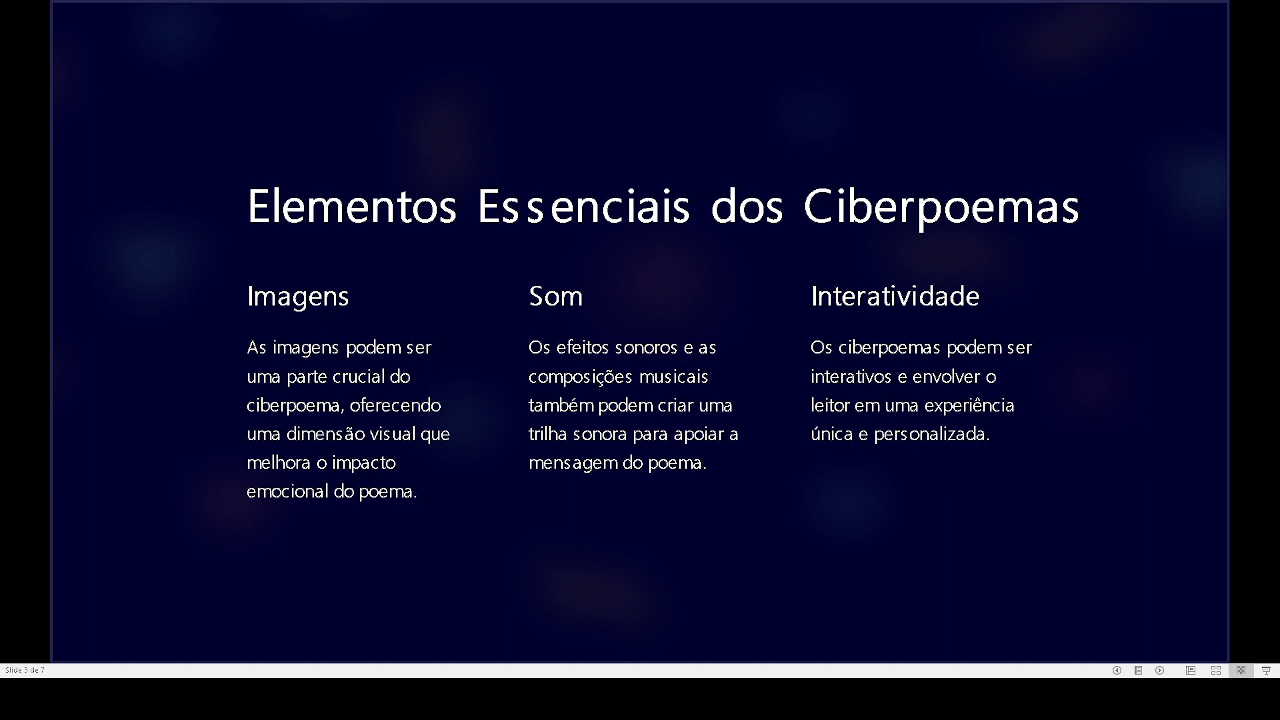 Elementos Essenciais dos Ciberpoemas
Imagens
As imagens podem ser
uma parte crucial do
ciberpoema, oferecendo
uma dimensão visual que
melhora o impacto
emocional do poema.
Som
Os efeitos sonoros e as
composições musicais
também podem criar uma
trilha sonora para apoiar a
mensagem do poema.
Interatividade
Os ciberpoemas podem ser
interativos e envolver o
leitor em uma experiência
única e personalizada.
Slide 3 de 7